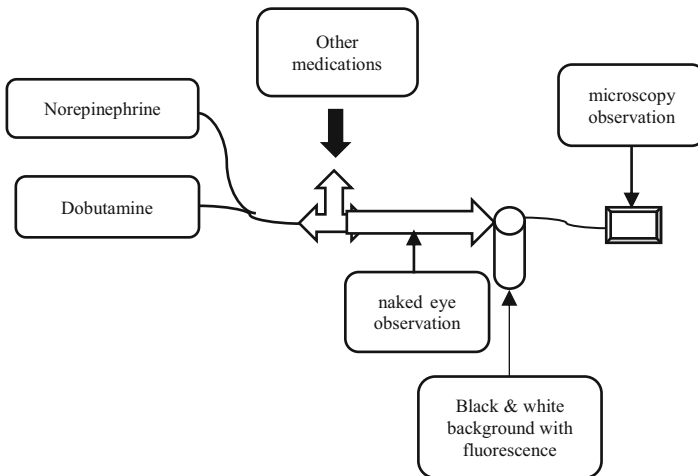 Other
medications
Norepinephrine
microscopy
observation
Dobutamine
naked eye
observation
Black & white
background with
fluorescence